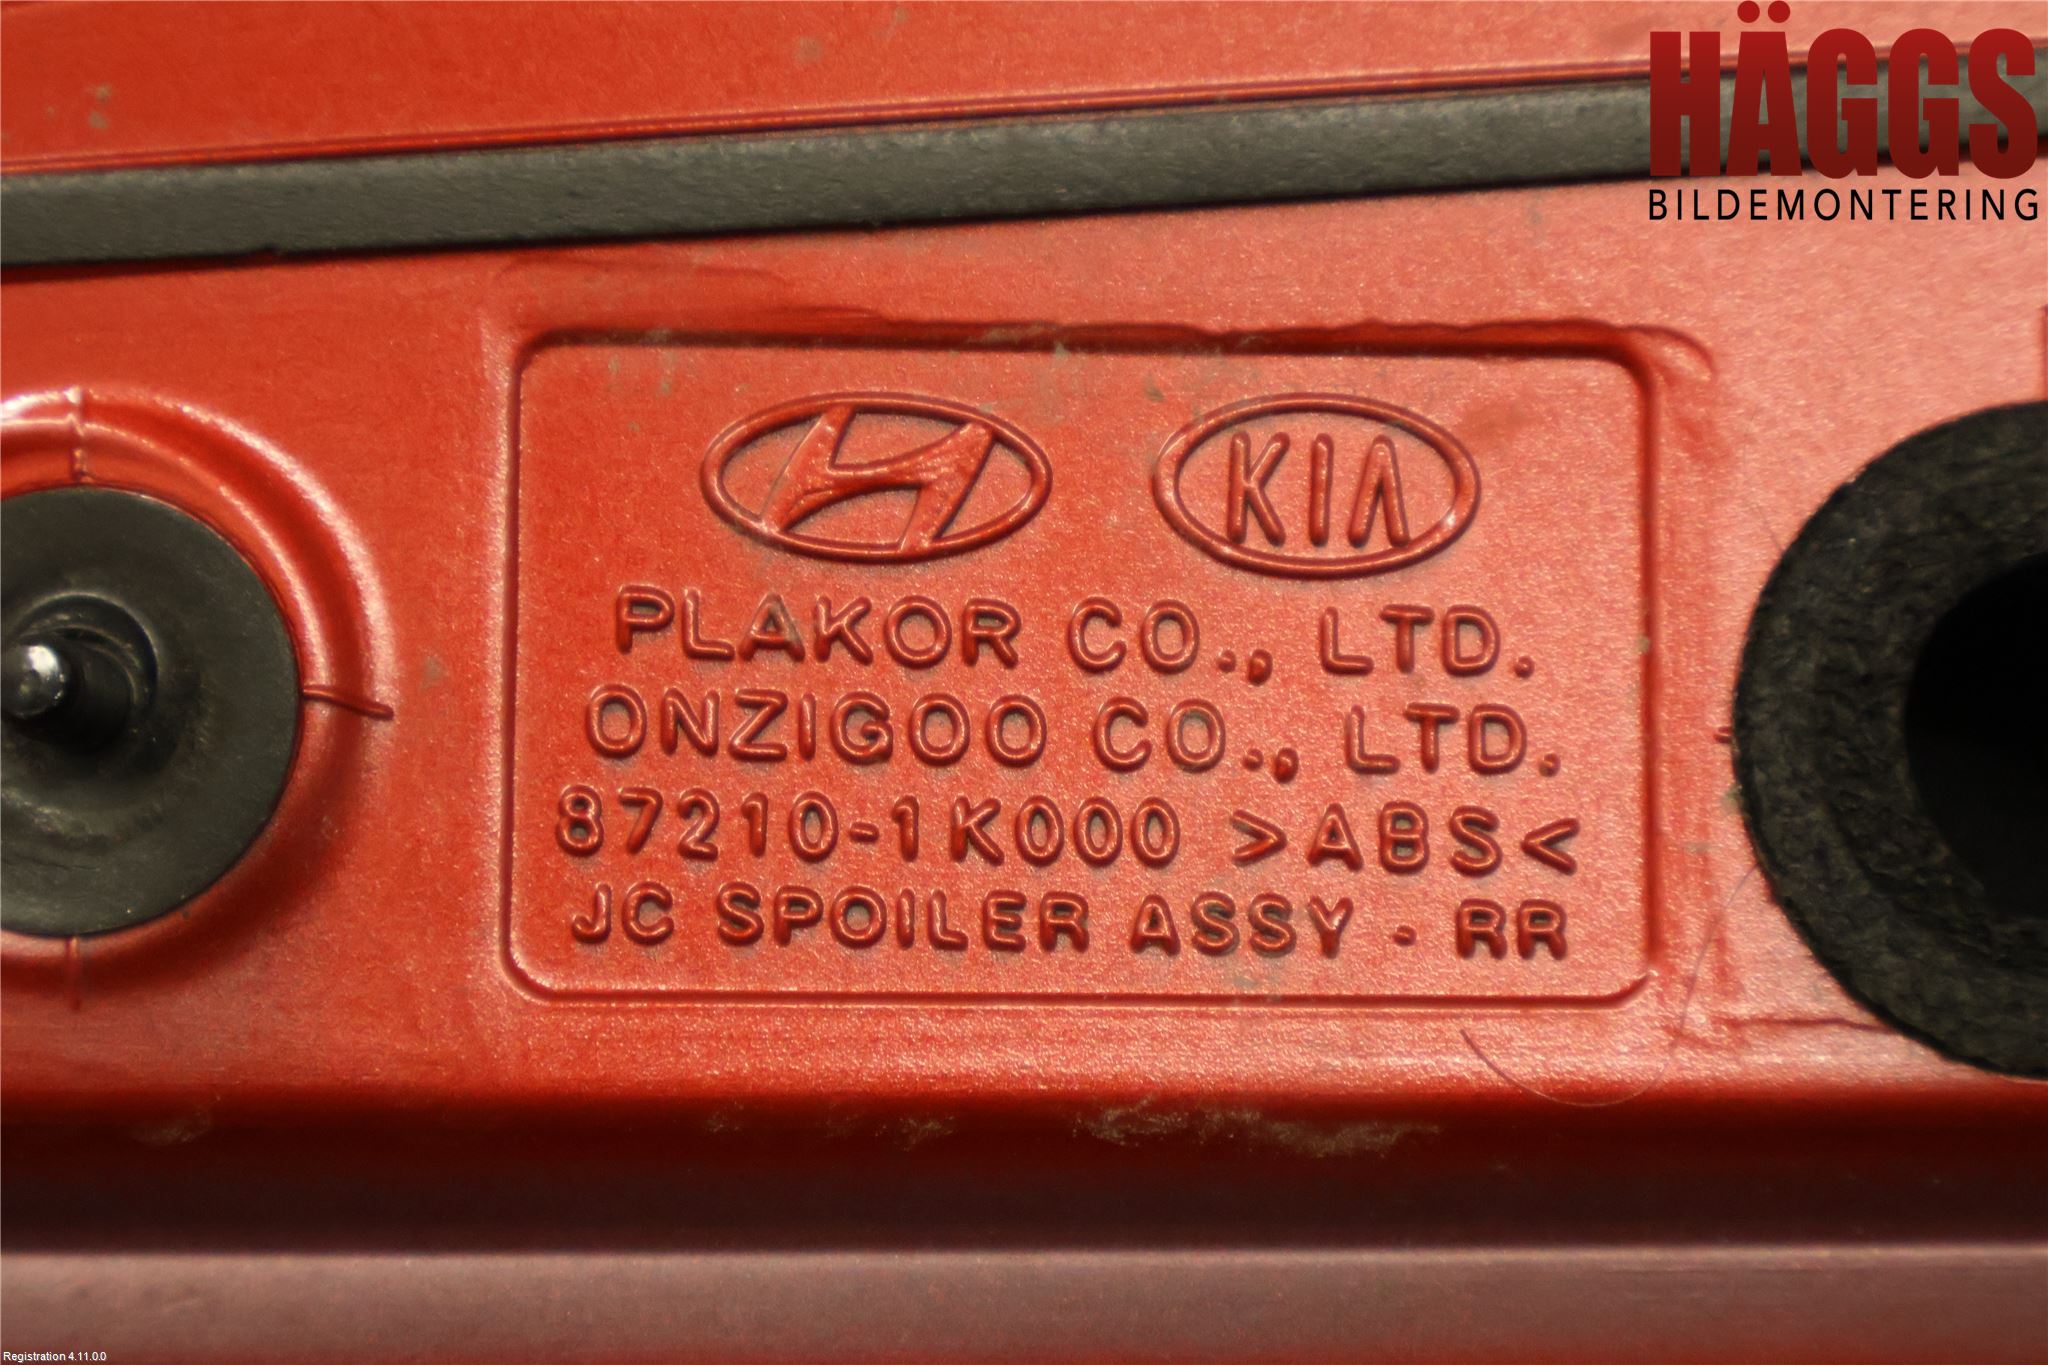 HÄGGS
BILDEMONTERING
KIA
PLAKOR CO., LTD.
ONZIGOO CO., LTD.
87210-1K000 >ABS<
JC SPOILER ASSY - RR
Registration 4.11.0.0